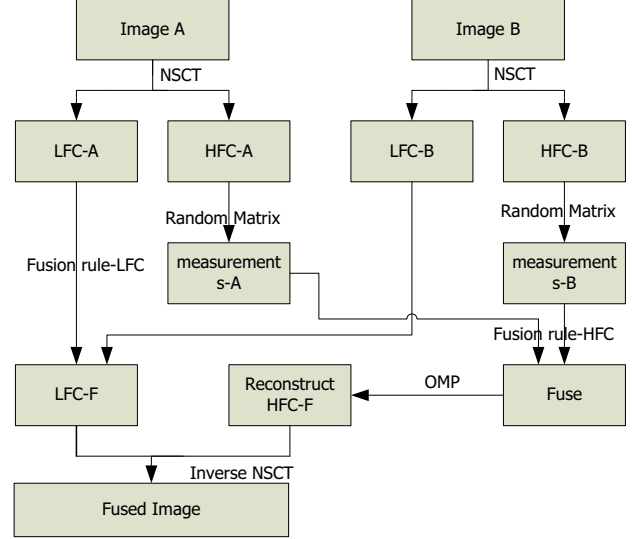 Image A
Image B
NSCT
NSCT
LFC-A
HFC-A
LFC-B
HFC-B
Random Matrix
Random Matrix
Fusion rule-LFC
measurement
s-A
measurement
s-B
Fusion rule-HFC
LFC-F
Reconstruct
HFC-F
OMP
Fuse
Inverse NSCT
Fused Image